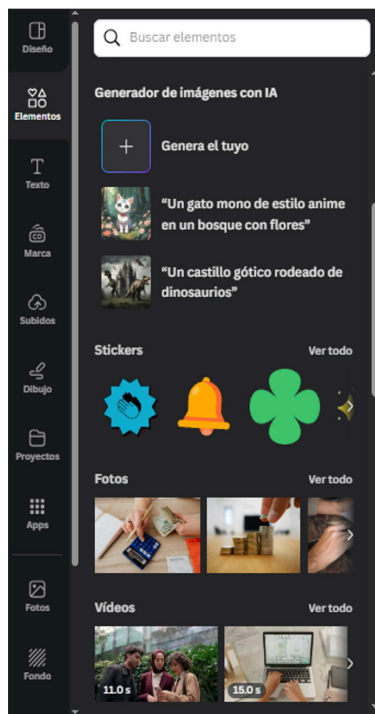 Diseño
Elementos
Texto
Marca
Subidos
Dibujo
Proyectos
Apps
Fotos
Fondo
Buscar elementos
Generador de imágenes con IA
Genera el tuyo
“Un gato mono de estilo anime
en un bosque con flores”
“Un castillo gótico rodeado de
dinosaurios”
Stickers Ver todo
Fotos Ver todo
Vídeos Ver todo
11.0 s 15.0 s